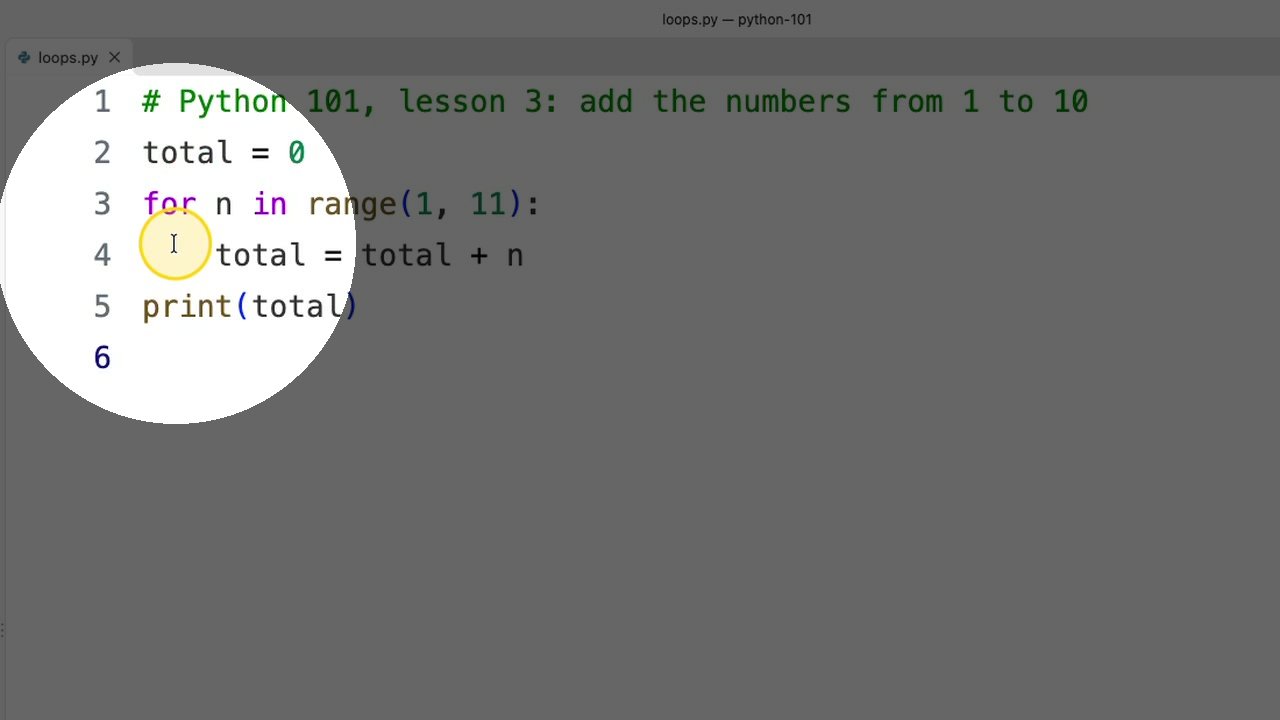 loops.py — python-101
loops.py
1 # Python 101, lesson 3: add the numbers from 1 to 10
2 total = 0
3 for n in range(1, 11):
4     total = total + n
5 print(total)
6